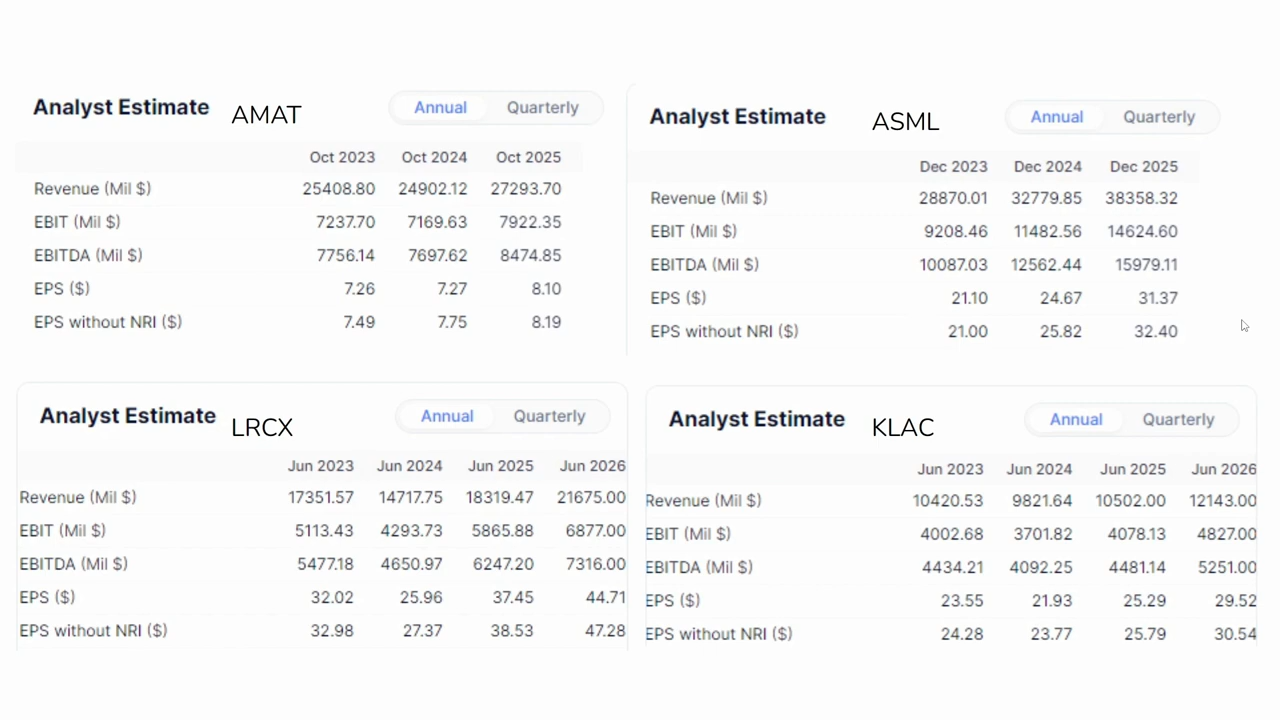 Analyst Estimate AMAT Annual Quarterly
Oct 2023 Oct 2024 Oct 2025
Revenue (Mil $) 25408.80 24902.12 27293.70
EBIT (Mil $) 7237.70 7169.63 7922.35
EBITDA (Mil $) 7756.14 7697.62 8474.85
EPS ($) 7.26 7.27 8.10
EPS without NRI ($) 7.49 7.75 8.19
Analyst Estimate ASML Annual Quarterly
Dec 2023 Dec 2024 Dec 2025
Revenue (Mil $) 28870.01 32779.85 38358.32
EBIT (Mil $) 9208.46 11482.56 14624.60
EBITDA (Mil $) 10087.03 12562.44 15979.11
EPS ($) 21.10 24.67 31.37
EPS without NRI ($) 21.00 25.82 32.40
Analyst Estimate LRCX Annual Quarterly
Jun 2023 Jun 2024 Jun 2025 Jun 2026
Revenue (Mil $) 17351.57 14717.75 18319.47 21675.00
EBIT (Mil $) 5113.43 4293.73 5865.88 6877.00
EBITDA (Mil $) 5477.18 4650.97 6247.20 7316.00
EPS ($) 32.02 25.96 37.45 44.71
EPS without NRI ($) 32.98 27.37 38.53 47.28
Analyst Estimate KLAC Annual Quarterly
Jun 2023 Jun 2024 Jun 2025 Jun 2026
Revenue (Mil $) 10420.53 9821.64 10502.00 12143.00
EBIT (Mil $) 4002.68 3701.82 4078.13 4827.00
EBITDA (Mil $) 4434.21 4092.25 4481.14 5251.00
EPS ($) 23.55 21.93 25.29 29.52
EPS without NRI ($) 24.28 23.77 25.79 30.54